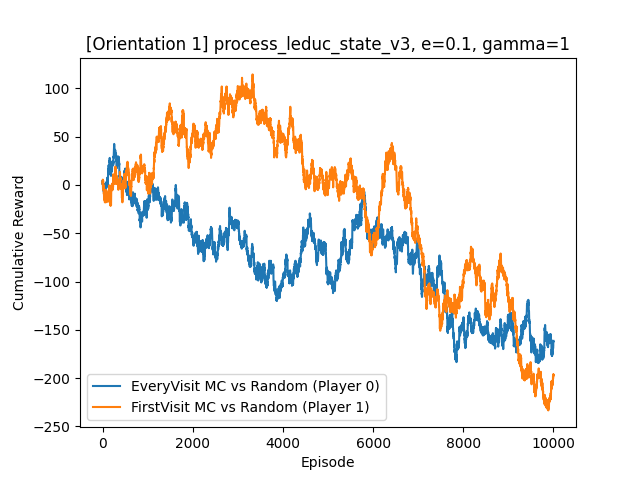 [Orientation 1] process_leduc_state_v3, e=0.1, gamma=1
Cumulative Reward
100
50
0
−50
−100
−150
−200
−250
EveryVisit MC vs Random (Player 0)
FirstVisit MC vs Random (Player 1)
0 2000 4000 6000 8000 10000
Episode